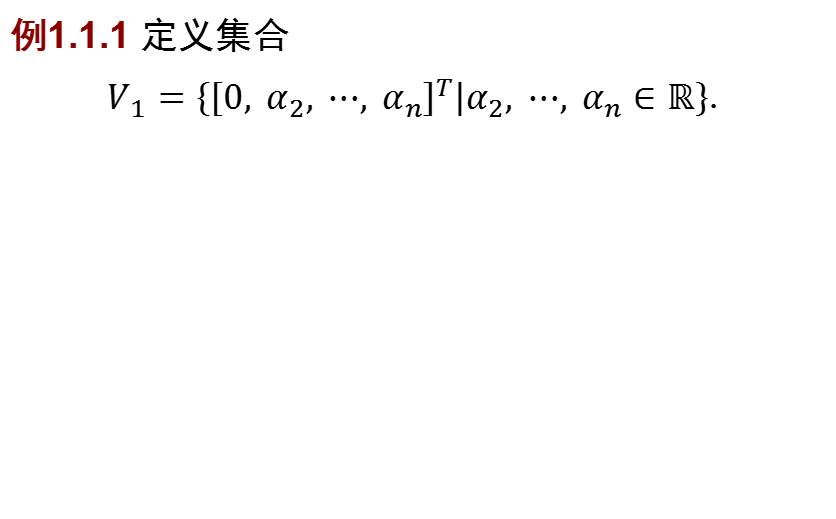 例1.1.1 定义集合
𝑉₁ = {[0, 𝛼₂, ⋯, 𝛼ₙ]ᵀ|𝛼₂, ⋯, 𝛼ₙ ∈ ℝ}.